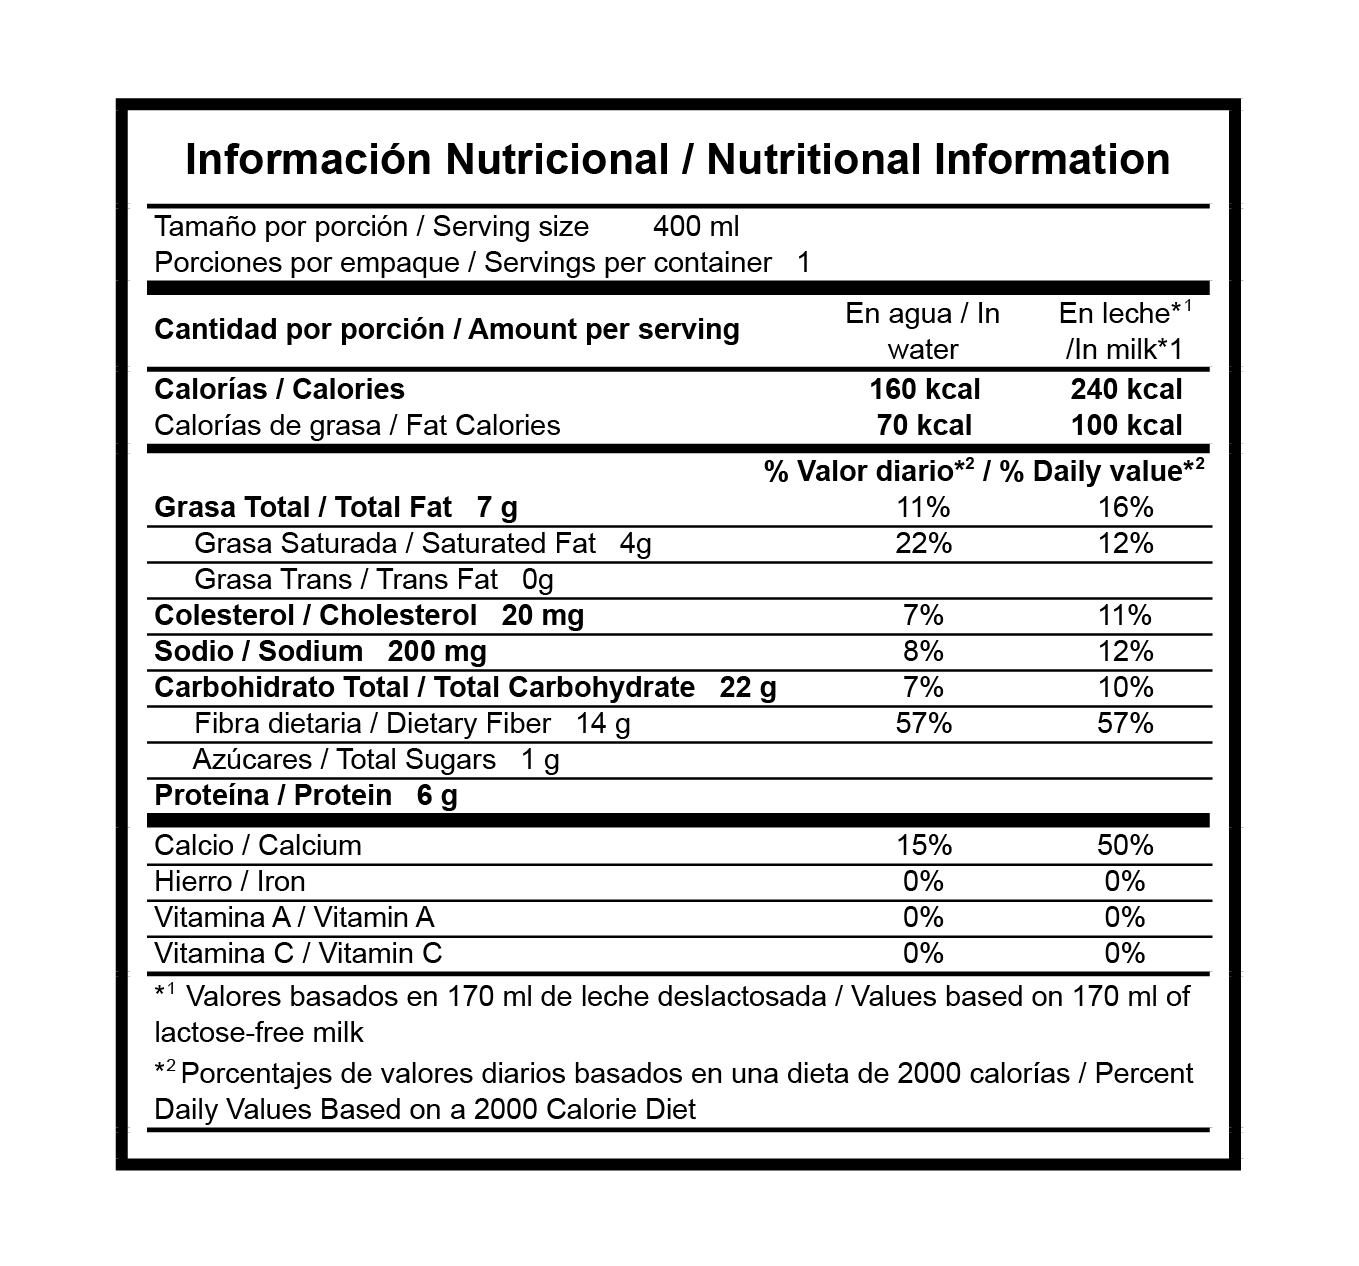 Información Nutricional / Nutritional Information
Tamaño por porción / Serving size 400 ml
Porciones por empaque / Servings per container 1
Cantidad por porción / Amount per serving En agua / In water En leche*¹ /In milk*1
Calorías / Calories 160 kcal 240 kcal
Calorías de grasa / Fat Calories 70 kcal 100 kcal
% Valor diario*² / % Daily value*²
Grasa Total / Total Fat 7 g 11% 16%
Grasa Saturada / Saturated Fat 4g 22% 12%
Grasa Trans / Trans Fat 0g
Colesterol / Cholesterol 20 mg 7% 11%
Sodio / Sodium 200 mg 8% 12%
Carbohidrato Total / Total Carbohydrate 22 g 7% 10%
Fibra dietaria / Dietary Fiber 14 g 57% 57%
Azúcares / Total Sugars 1 g
Proteína / Protein 6 g
Calcio / Calcium 15% 50%
Hierro / Iron 0% 0%
Vitamina A / Vitamin A 0% 0%
Vitamina C / Vitamin C 0% 0%
*¹ Valores basados en 170 ml de leche deslactosada / Values based on 170 ml of
lactose-free milk
*² Porcentajes de valores diarios basados en una dieta de 2000 calorías / Percent
Daily Values Based on a 2000 Calorie Diet